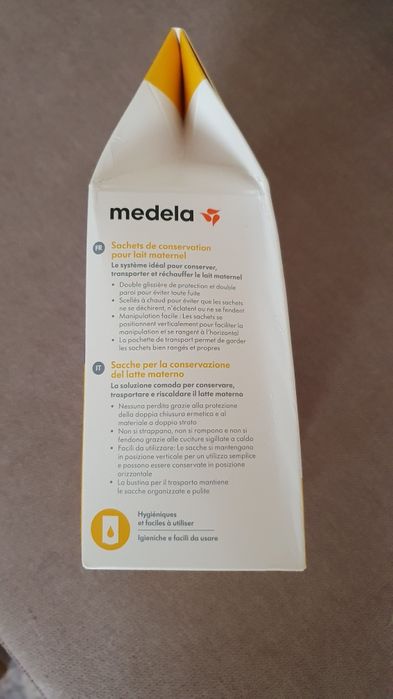 medela
FR
Sachets de conservation
pour lait maternel
Le système idéal pour conserver,
transporter et réchauffer le lait maternel
• Double glissière de protection et double
paroi pour éviter toute fuite
• Scellés à chaud pour éviter que les sachets
ne se déchirent, n'éclatent ou ne se fendent
• Manipulation facile : Les sachets se
positionnent verticalement pour faciliter la
manipulation et se rangent à l'horizontal
• La pochette de transport permet de garder
les sachets bien rangés et propres
IT
Sacche per la conservazione
del latte materno
La soluzione comoda per conservare,
trasportare e riscaldare il latte materno
• Nessuna perdita grazie alla protezione
della doppia chiusura ermetica e al
materiale a doppio strato
• Non si strappano, non si rompono e non si
fendono grazie alle cuciture sigillate a caldo
• Facili da utilizzare: Le sacche si mantengono
in posizione verticale per un utilizzo semplice
e possono essere conservate in posizione
orizzontale
• La bustina per il trasporto mantiene
le sacche organizzate e pulite
Hygiéniques
et faciles à utiliser
Igieniche e facili da usare